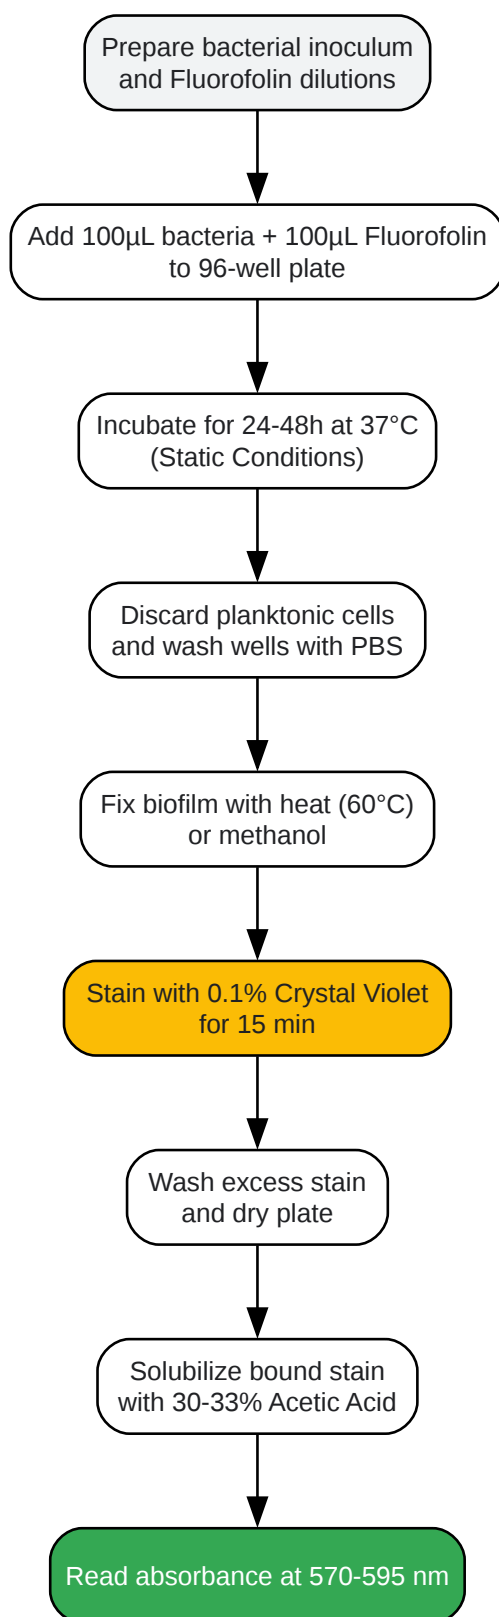 Prepare bacterial inoculum
and Fluorofolin dilutions
Add 100µL bacteria + 100µL Fluorofolin
to 96-well plate
Incubate for 24-48h at 37°C
(Static Conditions)
Discard planktonic cells
and wash wells with PBS
Fix biofilm with heat (60°C)
or methanol
Stain with 0.1% Crystal Violet
for 15 min
Wash excess stain
and dry plate
Solubilize bound stain
with 30-33% Acetic Acid
Read absorbance at 570-595 nm